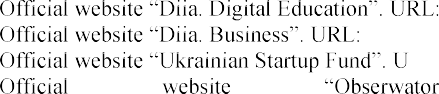 Official website “Diia. Digital Education”. URL:
Official website “Diia. Business”. URL:
Official website “Ukrainian Startup Fund”. U
Official website “Obserwator